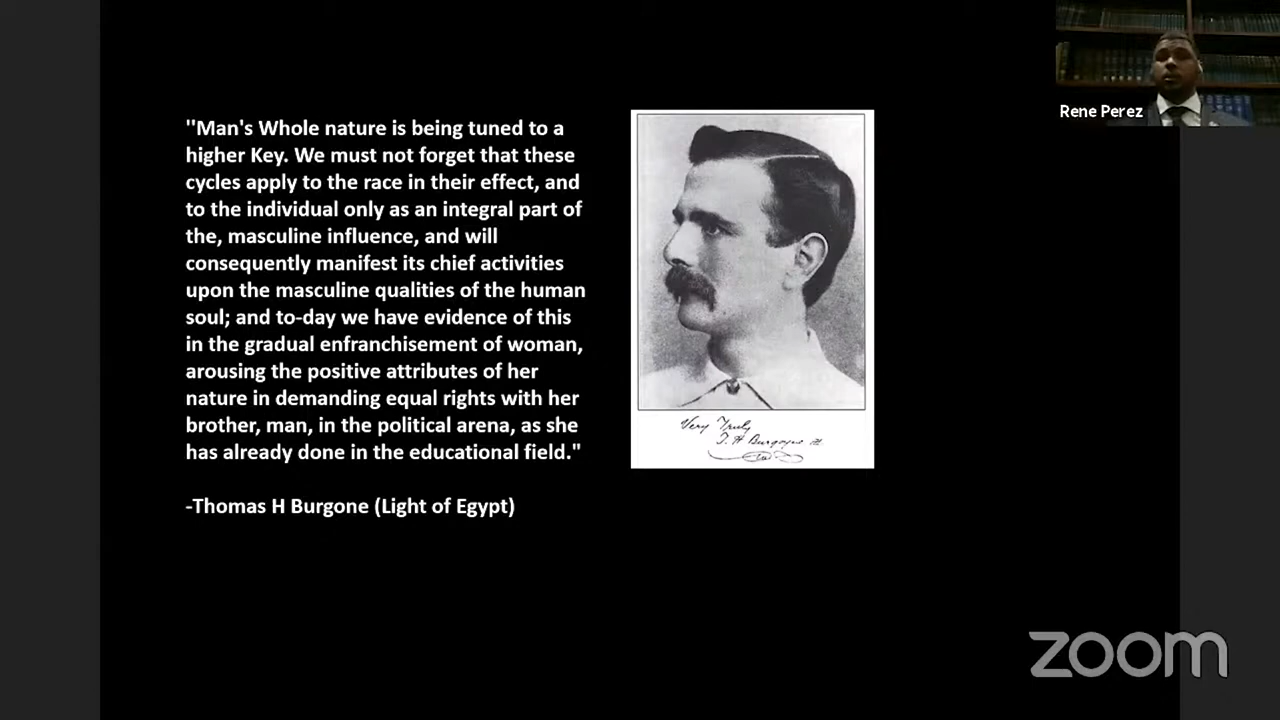 Rene Perez
"Man's Whole nature is being tuned to a
higher Key. We must not forget that these
cycles apply to the race in their effect, and
to the individual only as an integral part of
the, masculine influence, and will
consequently manifest its chief activities
upon the masculine qualities of the human
soul; and to-day we have evidence of this
in the gradual enfranchisement of woman,
arousing the positive attributes of her
nature in demanding equal rights with her
brother, man, in the political arena, as she
has already done in the educational field."
-Thomas H Burgone (Light of Egypt)
Very Truly
T. H Burgoyne
zoom